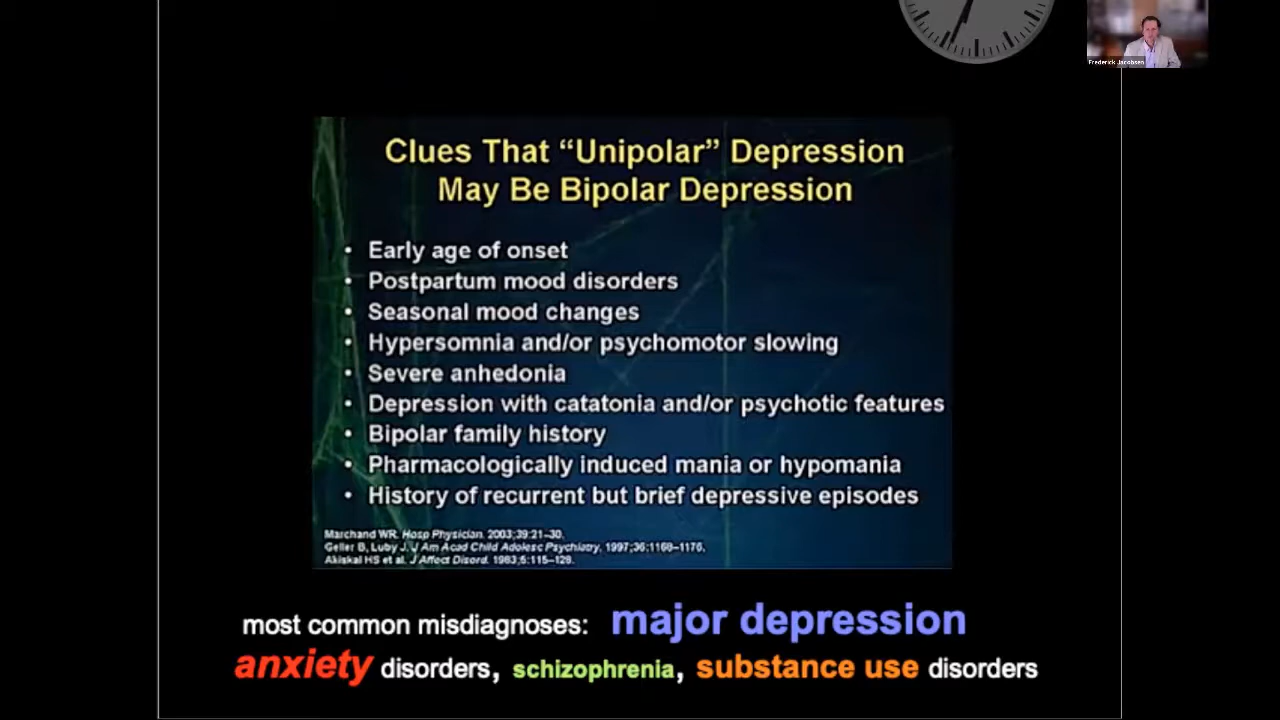 Frederick Jacobsen
Clues That “Unipolar” Depression
May Be Bipolar Depression
• Early age of onset
• Postpartum mood disorders
• Seasonal mood changes
• Hypersomnia and/or psychomotor slowing
• Severe anhedonia
• Depression with catatonia and/or psychotic features
• Bipolar family history
• Pharmacologically induced mania or hypomania
• History of recurrent but brief depressive episodes
Marchand WR. Hosp Physician. 2003;39:21–30.
Geller B, Luby J. J Am Acad Child Adolesc Psychiatry. 1997;36:1168–1176.
Akiskal HS et al. J Affect Disord. 1983;5:115–128.
most common misdiagnoses: major depression
anxiety disorders, schizophrenia, substance use disorders